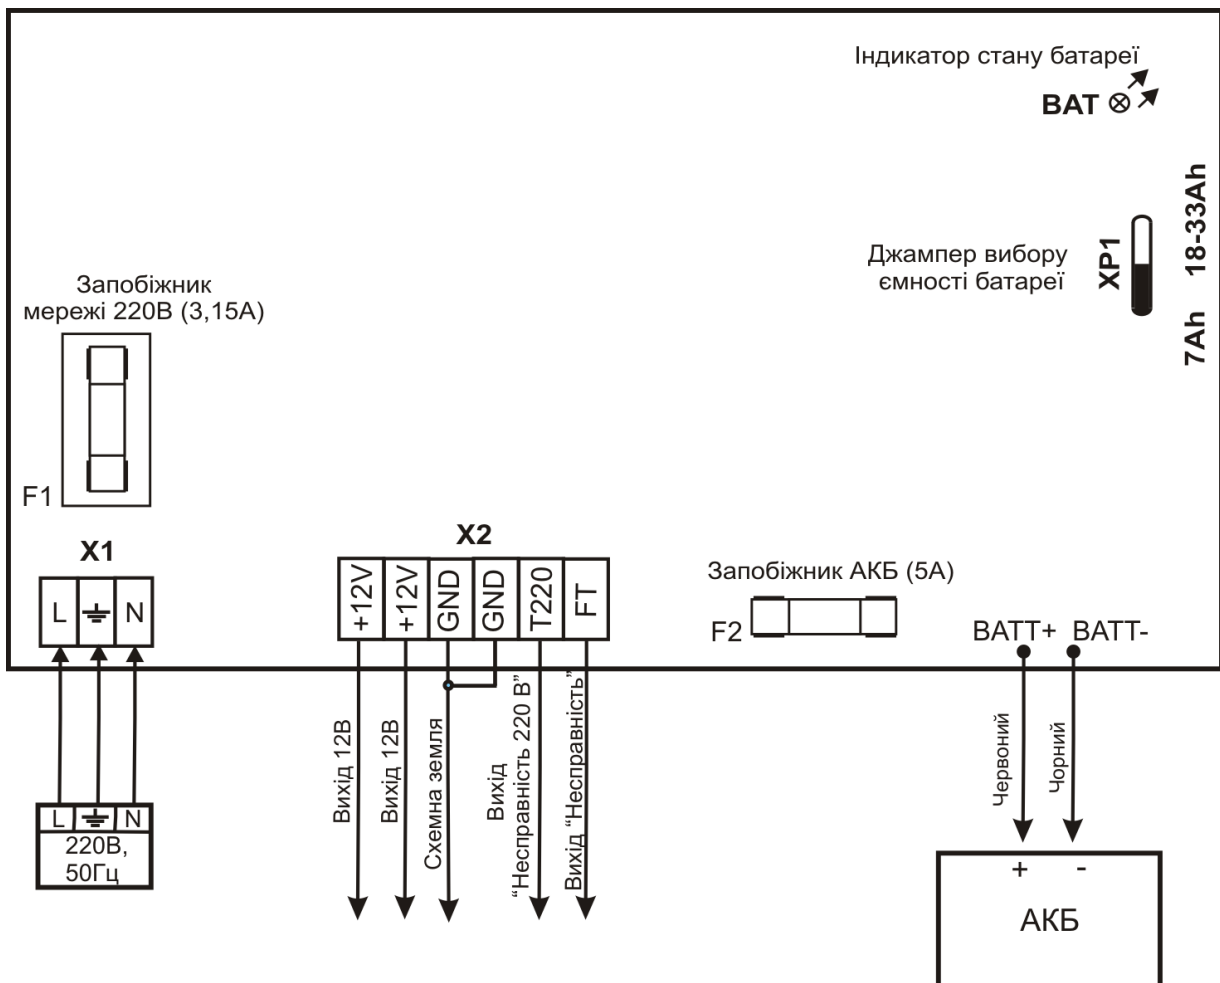 Індикатор стану батареї
BAT
18-33Ah
Джампер вибору
ємності батареї
XP1
7Ah
Запобіжник
мережі 220В (3,15А)
F1
X1
L N
X2
+12V +12V GND GND T220 FT
Запобіжник АКБ (5А)
F2
BATT+ BATT-
Вихід 12В
Вихід 12В
Схемна земля
Вихід
“Несправність 220 В”
Вихід “Несправність”
Червоний
Чорний
L N
220В,
50Гц
+ -
АКБ